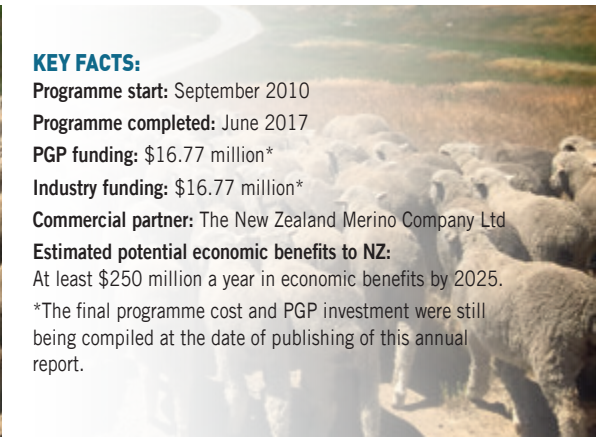 KEY FACTS:
Programme start: September 2010
Programme completed: June 2017
PGP funding: $16.77 million*
Industry funding: $16.77 million*
Commercial partner: The New Zealand Merino Company Ltd
Estimated potential economic benefits to NZ:
At least $250 million a year in economic benefits by 2025.
*The final programme cost and PGP investment were still
being compiled at the date of publishing of this annual
report.